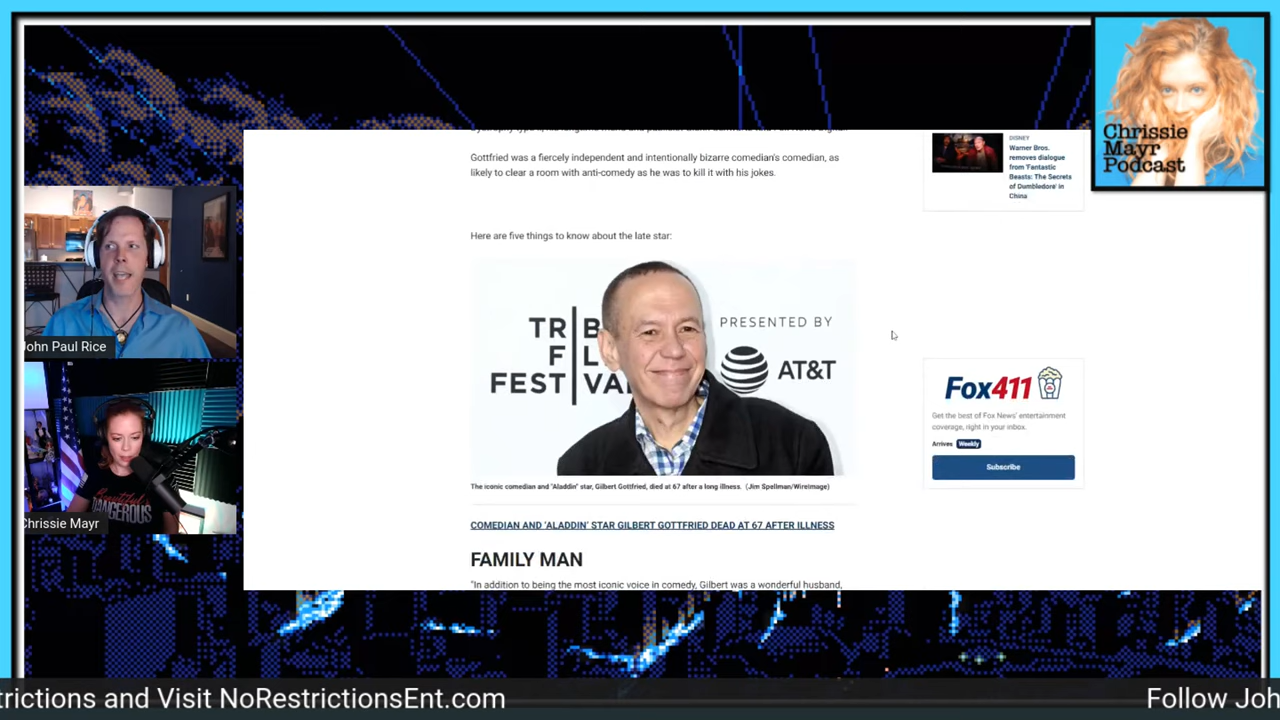 Gottfried was a fiercely independent and intentionally bizarre comedian's comedian, as
likely to clear a room with anti-comedy as he was to kill it with his jokes.
Here are five things to know about the late star:
PRESENTED BY
AT&T
The iconic comedian and "Aladdin" star, Gilbert Gottfried, died at 67 after a long illness. (Jim Spellman/WireImage)
COMEDIAN AND 'ALADDIN' STAR GILBERT GOTTFRIED DEAD AT 67 AFTER ILLNESS
FAMILY MAN
"In addition to being the most iconic voice in comedy, Gilbert was a wonderful husband,
DISNEY
Warner Bros.
removes dialogue
from 'Fantastic
Beasts: The Secrets
of Dumbledore' in
China
Fox411
Get the best of Fox News' entertainment
coverage, right in your inbox.
Arrives Weekly
Subscribe
Chrissie
Mayr
Podcast
John Paul Rice
DANGEROUS
Chrissie Mayr
trictions and Visit NoRestrictionsEnt.com
Follow Joh